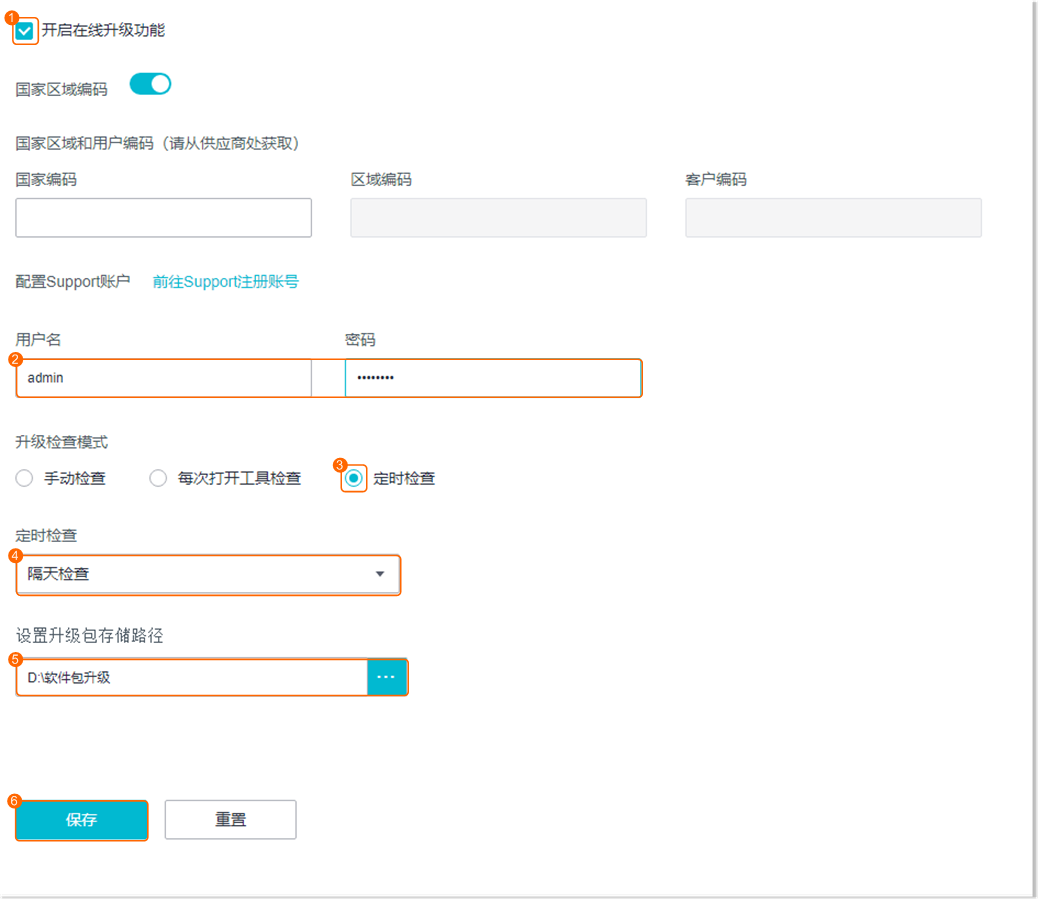 1
开启在线升级功能
国家区域编码
国家区域和用户编码（请从供应商处获取）
国家编码 区域编码 客户编码
配置Support账户 前往Support注册账号
用户名 密码
2
admin ••••••••
升级检查模式
手动检查 每次打开工具检查 3 定时检查
定时检查
4
隔天检查
设置升级包存储路径
5
D:\软件包升级 ...
6
保存 重置